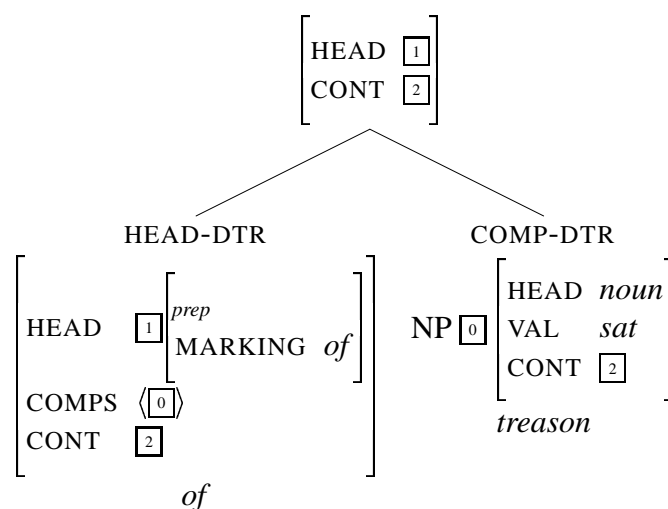 HEAD 1
CONT 2
HEAD-DTR COMP-DTR
HEAD 1 prep
MARKING of
COMPS ⟨0⟩
CONT 2
of
NP 0 HEAD noun
VAL sat
CONT 2
treason